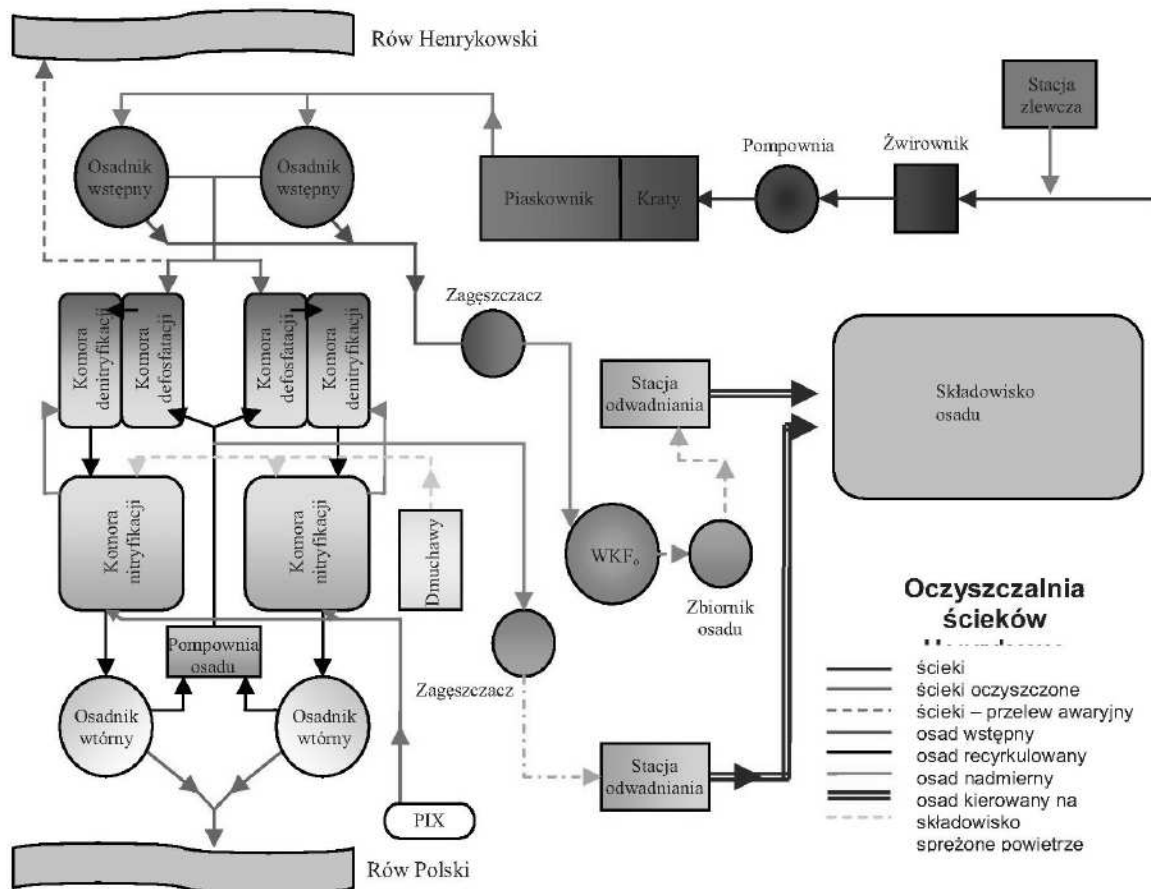 Rów Henrykowski
Stacja
zlewcza
Osadnik
wstępny
Osadnik
wstępny
Pompownia
Żwirownik
Piaskownik
Kraty
Zagęszczacz
Komora
denitryfikacji
Komora
defosfatacji
Komora
defosfatacji
Komora
denitryfikacji
Stacja
odwadniania
Składowisko
osadu
Komora
nitryfikacji
Komora
nitryfikacji
Dmuchawy
WKFₒ
Zbiornik
osadu
Pompownia
osadu
Zagęszczacz
Osadnik
wtórny
Osadnik
wtórny
Stacja
odwadniania
PIX
Rów Polski
Oczyszczalnia
ścieków
ścieki
ścieki oczyszczone
ścieki – przelew awaryjny
osad wstępny
osad recyrkulowany
osad nadmierny
osad kierowany na
składowisko
sprężone powietrze